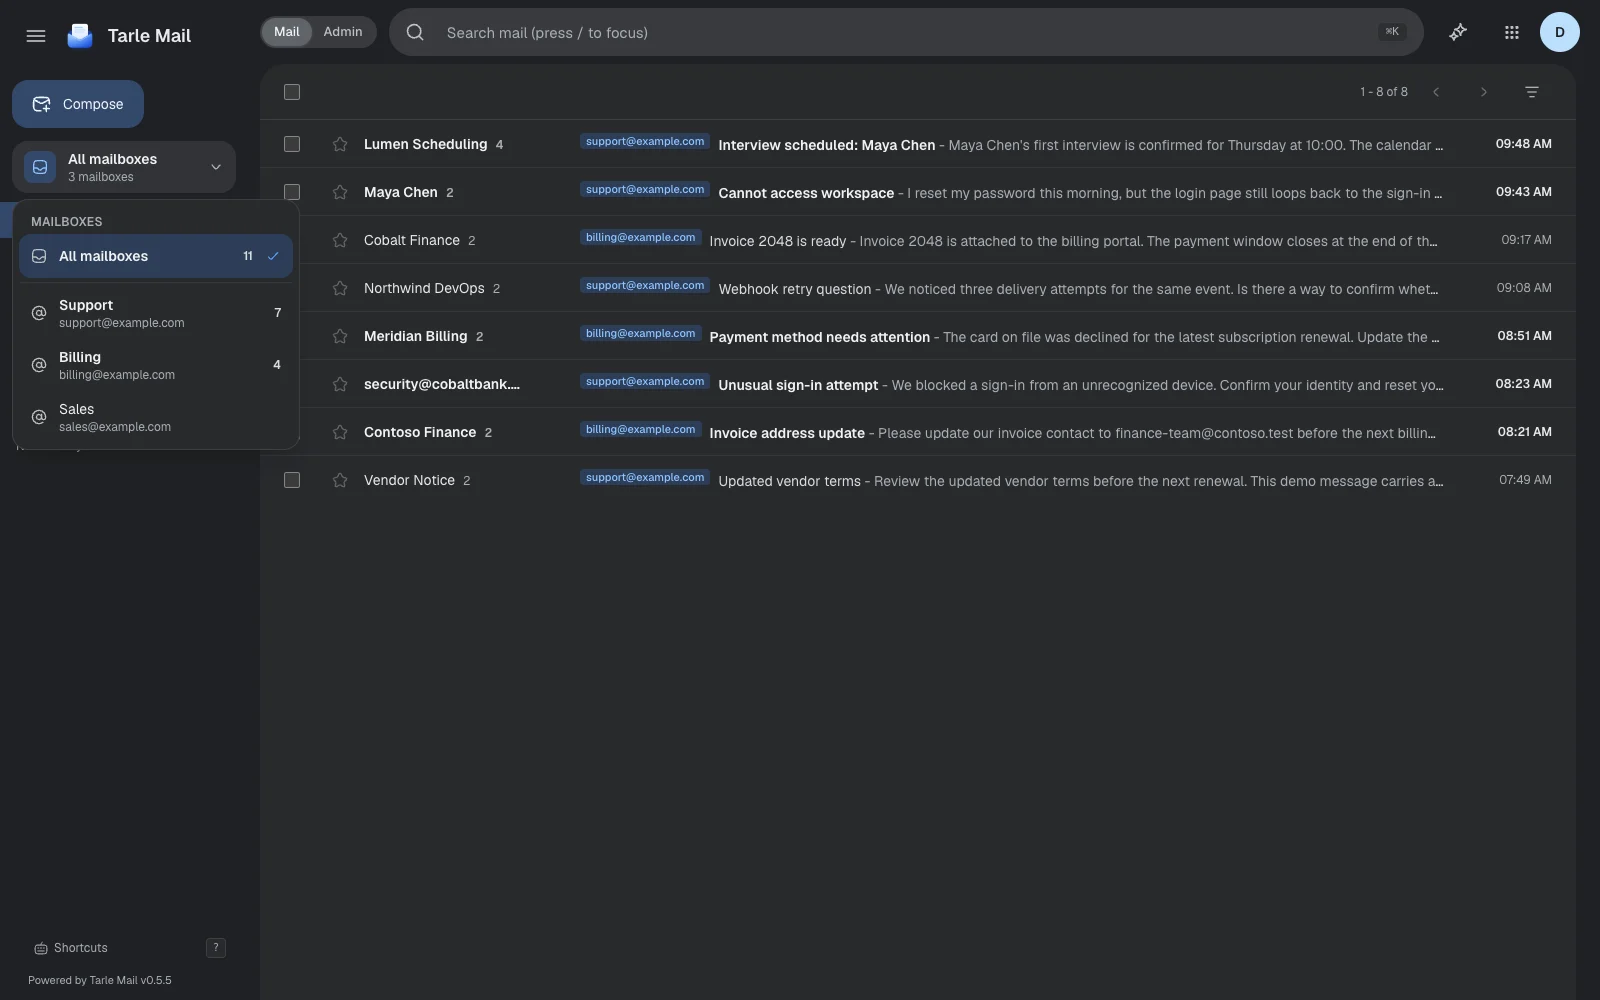 Tarle Mail
Mail
Admin
Search mail (press / to focus)
⌘K
D
Compose
All mailboxes
3 mailboxes
MAILBOXES
All mailboxes 11
Support
support@example.com
7
Billing
billing@example.com
4
Sales
sales@example.com
1 - 8 of 8
Lumen Scheduling 4 support@example.com Interview scheduled: Maya Chen - Maya Chen's first interview is confirmed for Thursday at 10:00. The calendar … 09:48 AM
Maya Chen 2 support@example.com Cannot access workspace - I reset my password this morning, but the login page still loops back to the sign-in … 09:43 AM
Cobalt Finance 2 billing@example.com Invoice 2048 is ready - Invoice 2048 is attached to the billing portal. The payment window closes at the end of th… 09:17 AM
Northwind DevOps 2 support@example.com Webhook retry question - We noticed three delivery attempts for the same event. Is there a way to confirm whet… 09:08 AM
Meridian Billing 2 billing@example.com Payment method needs attention - The card on file was declined for the latest subscription renewal. Update the … 08:51 AM
security@cobaltbank.… support@example.com Unusual sign-in attempt - We blocked a sign-in from an unrecognized device. Confirm your identity and reset yo… 08:23 AM
Contoso Finance 2 billing@example.com Invoice address update - Please update our invoice contact to finance-team@contoso.test before the next billin… 08:21 AM
Vendor Notice 2 support@example.com Updated vendor terms - Review the updated vendor terms before the next renewal. This demo message carries a… 07:49 AM
Shortcuts ?
Powered by Tarle Mail v0.5.5